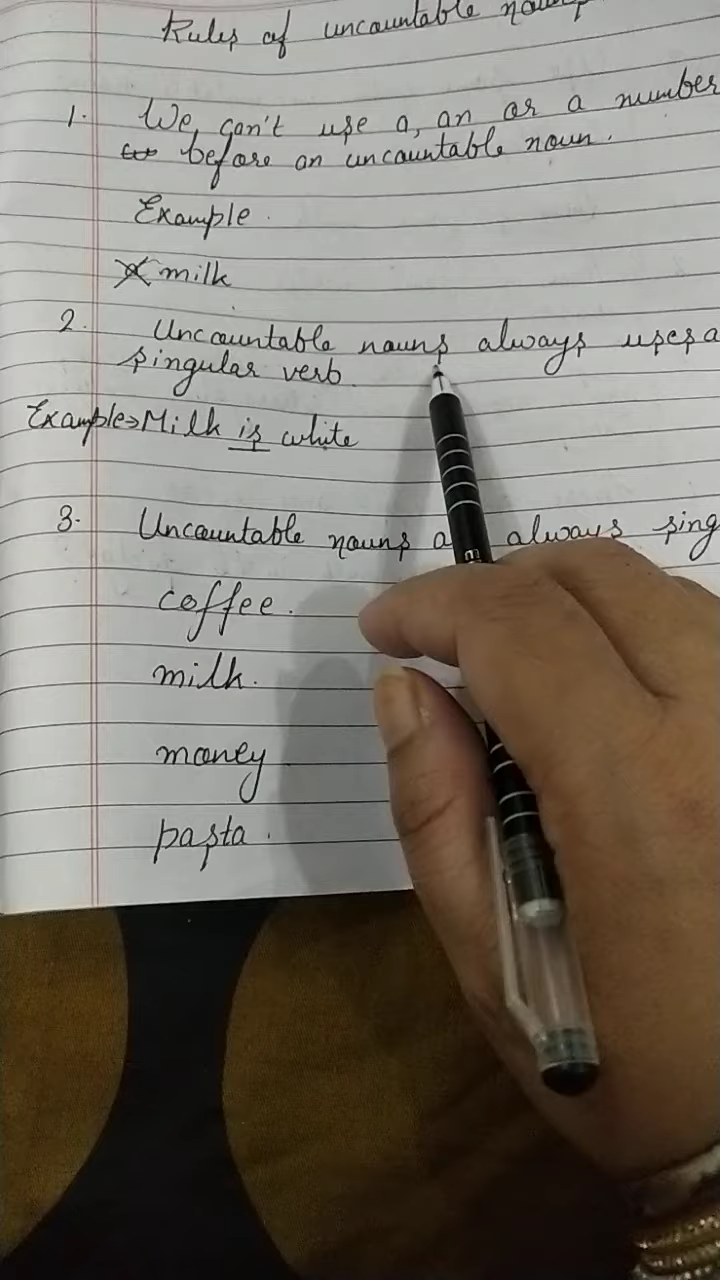 Rules of uncountable nouns
1. We can't use a, an or a number
before an uncountable noun.
Example.
a milk
2. Uncountable nouns always uses a
singular verb.
Example→Milk is white
3. Uncountable nouns always
coffee.
milk.
money
pasta.